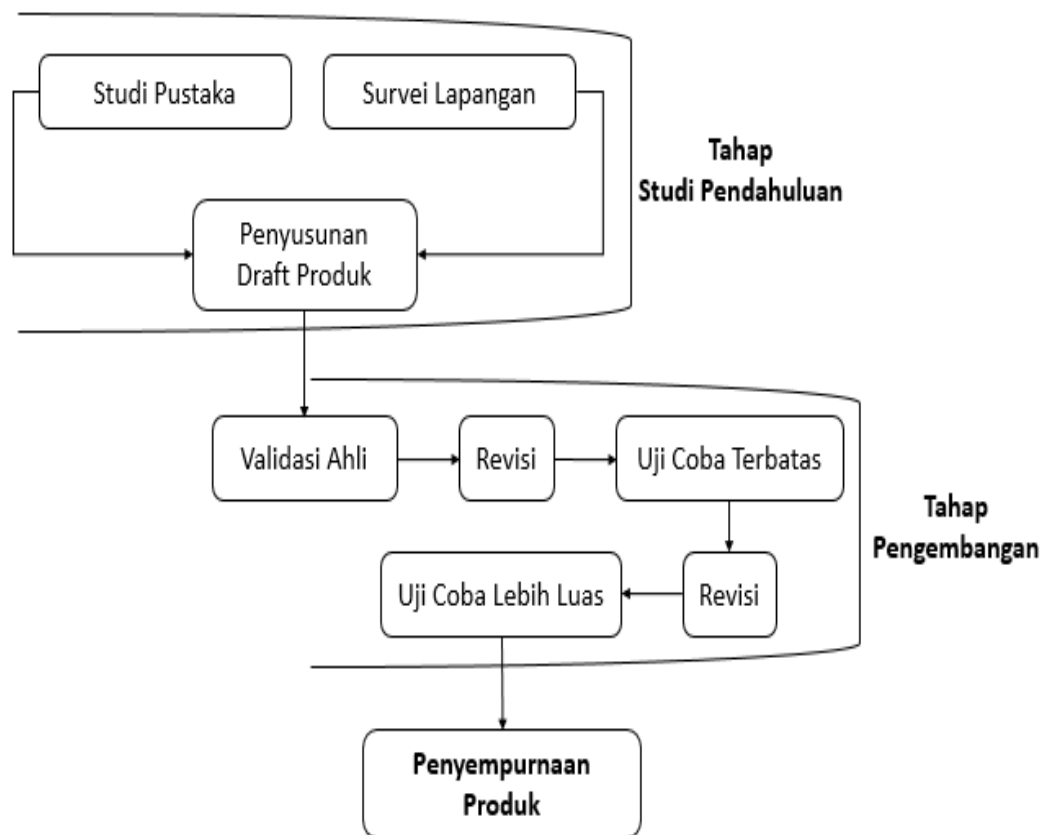 Studi Pustaka
Survei Lapangan
Tahap
Studi Pendahuluan
Penyusunan
Draft Produk
Validasi Ahli
Revisi
Uji Coba Terbatas
Tahap
Pengembangan
Uji Coba Lebih Luas
Revisi
Penyempurnaan
Produk